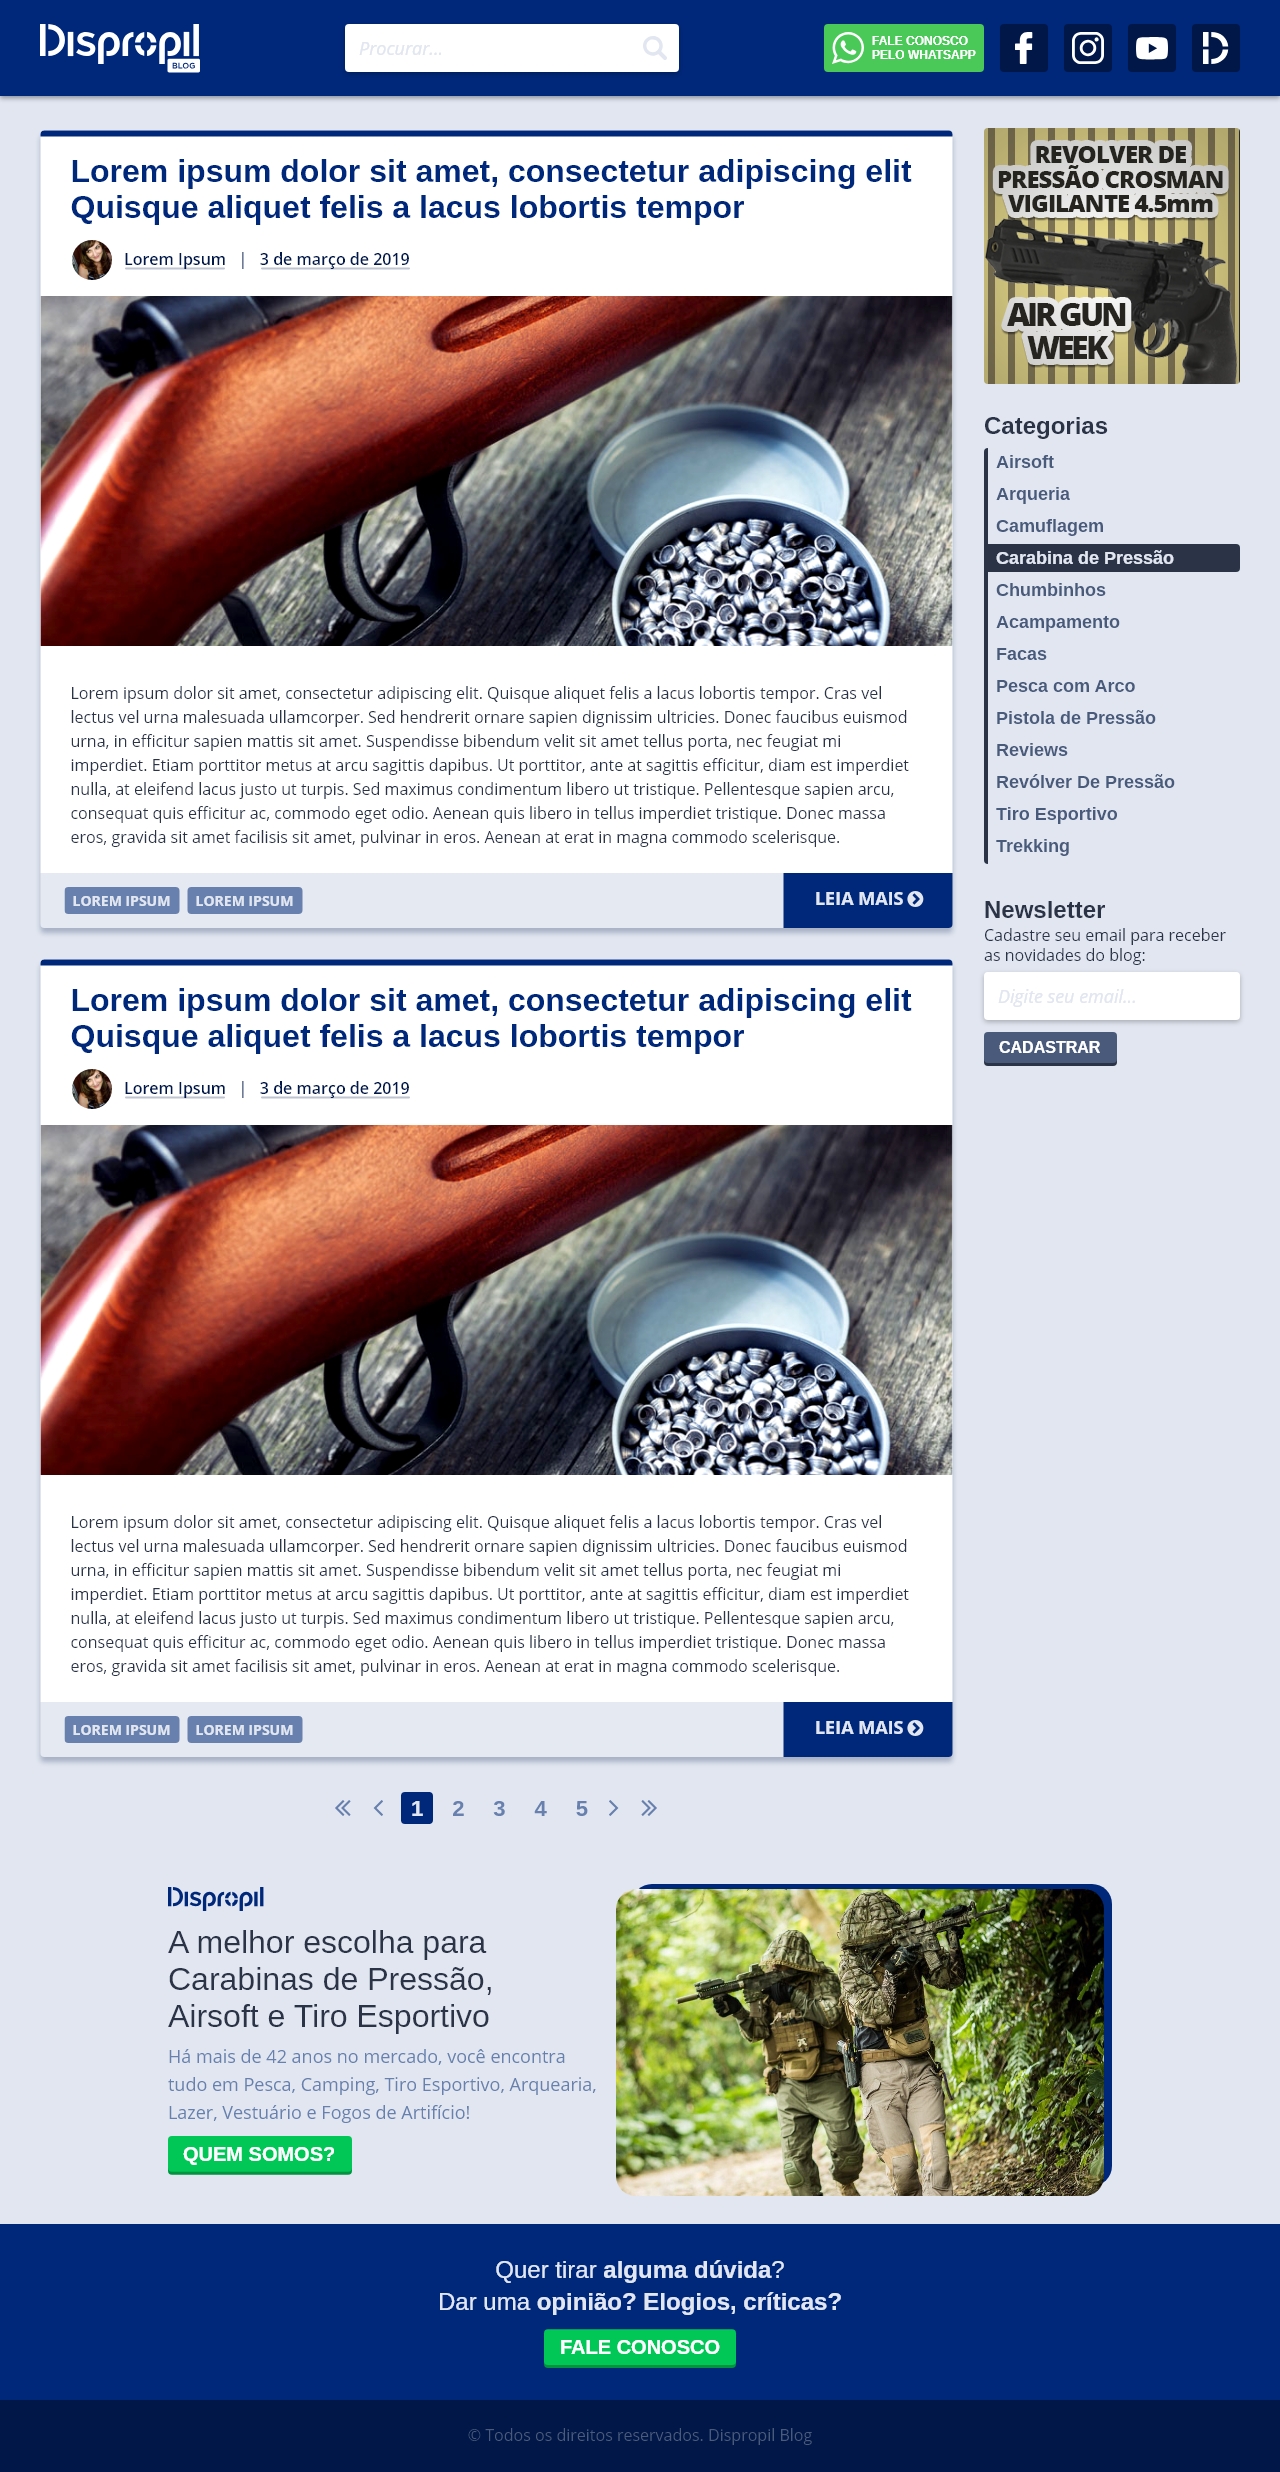 Dispropil
BLOG
Procurar...
FALE CONOSCO
PELO WHATSAPP
Lorem ipsum dolor sit amet, consectetur adipiscing elit
Quisque aliquet felis a lacus lobortis tempor
Lorem Ipsum | 3 de março de 2019
Lorem ipsum dolor sit amet, consectetur adipiscing elit. Quisque aliquet felis a lacus lobortis tempor. Cras vel
lectus vel urna malesuada ullamcorper. Sed hendrerit ornare sapien dignissim ultricies. Donec faucibus euismod
urna, in efficitur sapien mattis sit amet. Suspendisse bibendum velit sit amet tellus porta, nec feugiat mi
imperdiet. Etiam porttitor metus at arcu sagittis dapibus. Ut porttitor, ante at sagittis efficitur, diam est imperdiet
nulla, at eleifend lacus justo ut turpis. Sed maximus condimentum libero ut tristique. Pellentesque sapien arcu,
consequat quis efficitur ac, commodo eget odio. Aenean quis libero in tellus imperdiet tristique. Donec massa
eros, gravida sit amet facilisis sit amet, pulvinar in eros. Aenean at erat in magna commodo scelerisque.
LOREM IPSUM LOREM IPSUM LEIA MAIS
Lorem ipsum dolor sit amet, consectetur adipiscing elit
Quisque aliquet felis a lacus lobortis tempor
Lorem Ipsum | 3 de março de 2019
Lorem ipsum dolor sit amet, consectetur adipiscing elit. Quisque aliquet felis a lacus lobortis tempor. Cras vel
lectus vel urna malesuada ullamcorper. Sed hendrerit ornare sapien dignissim ultricies. Donec faucibus euismod
urna, in efficitur sapien mattis sit amet. Suspendisse bibendum velit sit amet tellus porta, nec feugiat mi
imperdiet. Etiam porttitor metus at arcu sagittis dapibus. Ut porttitor, ante at sagittis efficitur, diam est imperdiet
nulla, at eleifend lacus justo ut turpis. Sed maximus condimentum libero ut tristique. Pellentesque sapien arcu,
consequat quis efficitur ac, commodo eget odio. Aenean quis libero in tellus imperdiet tristique. Donec massa
eros, gravida sit amet facilisis sit amet, pulvinar in eros. Aenean at erat in magna commodo scelerisque.
LOREM IPSUM LOREM IPSUM LEIA MAIS
1 2 3 4 5
REVOLVER DE
PRESSÃO CROSMAN
VIGILANTE 4.5mm
AIR GUN
WEEK
Categorias
Airsoft
Arqueria
Camuflagem
Carabina de Pressão
Chumbinhos
Acampamento
Facas
Pesca com Arco
Pistola de Pressão
Reviews
Revólver De Pressão
Tiro Esportivo
Trekking
Newsletter
Cadastre seu email para receber
as novidades do blog:
Digite seu email...
CADASTRAR
Dispropil
A melhor escolha para
Carabinas de Pressão,
Airsoft e Tiro Esportivo
Há mais de 42 anos no mercado, você encontra
tudo em Pesca, Camping, Tiro Esportivo, Arquearia,
Lazer, Vestuário e Fogos de Artifício!
QUEM SOMOS?
Quer tirar alguma dúvida?
Dar uma opinião? Elogios, críticas?
FALE CONOSCO
© Todos os direitos reservados. Dispropil Blog